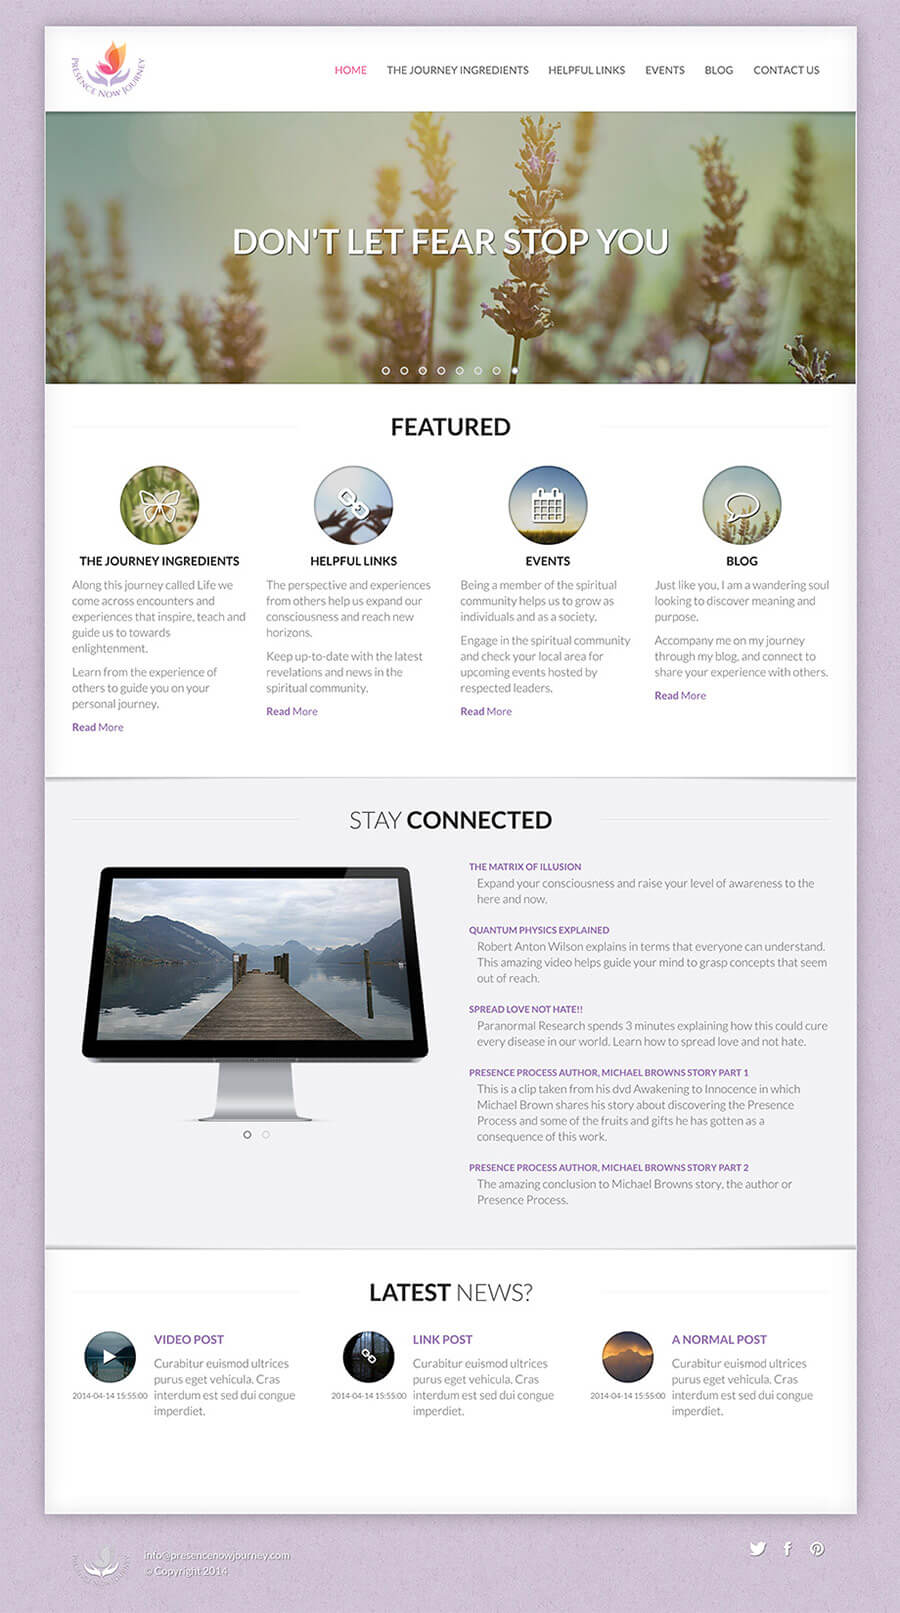 PRESENCE NOW JOURNEY
HOME THE JOURNEY INGREDIENTS HELPFUL LINKS EVENTS BLOG CONTACT US
DON'T LET FEAR STOP YOU
FEATURED
THE JOURNEY INGREDIENTS
Along this journey called Life we
come across encounters and
experiences that inspire, teach and
guide us to towards
enlightenment.
Learn from the experience of
others to guide you on your
personal journey.
Read More
HELPFUL LINKS
The perspective and experiences
from others help us expand our
consciousness and reach new
horizons.
Keep up-to-date with the latest
revelations and news in the
spiritual community.
Read More
EVENTS
Being a member of the spiritual
community helps us to grow as
individuals and as a society.
Engage in the spiritual community
and check your local area for
upcoming events hosted by
respected leaders.
Read More
BLOG
Just like you, I am a wandering soul
looking to discover meaning and
purpose.
Accompany me on my journey
through my blog, and connect to
share your experience with others.
Read More
STAY CONNECTED
THE MATRIX OF ILLUSION
Expand your consciousness and raise your level of awareness to the
here and now.
QUANTUM PHYSICS EXPLAINED
Robert Anton Wilson explains in terms that everyone can understand.
This amazing video helps guide your mind to grasp concepts that seem
out of reach.
SPREAD LOVE NOT HATE!!
Paranormal Research spends 3 minutes explaining how this could cure
every disease in our world. Learn how to spread love and not hate.
PRESENCE PROCESS AUTHOR, MICHAEL BROWNS STORY PART 1
This is a clip taken from his dvd Awakening to Innocence in which
Michael Brown shares his story about discovering the Presence
Process and some of the fruits and gifts he has gotten as a
consequence of this work.
PRESENCE PROCESS AUTHOR, MICHAEL BROWNS STORY PART 2
The amazing conclusion to Michael Browns story, the author or
Presence Process.
LATEST NEWS?
VIDEO POST
Curabitur euismod ultrices
purus eget vehicula. Cras
interdum est sed dui congue
imperdiet.
2014-04-14 15:55:00
LINK POST
Curabitur euismod ultrices
purus eget vehicula. Cras
interdum est sed dui congue
imperdiet.
2014-04-14 15:55:00
A NORMAL POST
Curabitur euismod ultrices
purus eget vehicula. Cras
interdum est sed dui congue
imperdiet.
2014-04-14 15:55:00
info@presencenowjourney.com
© Copyright 2014